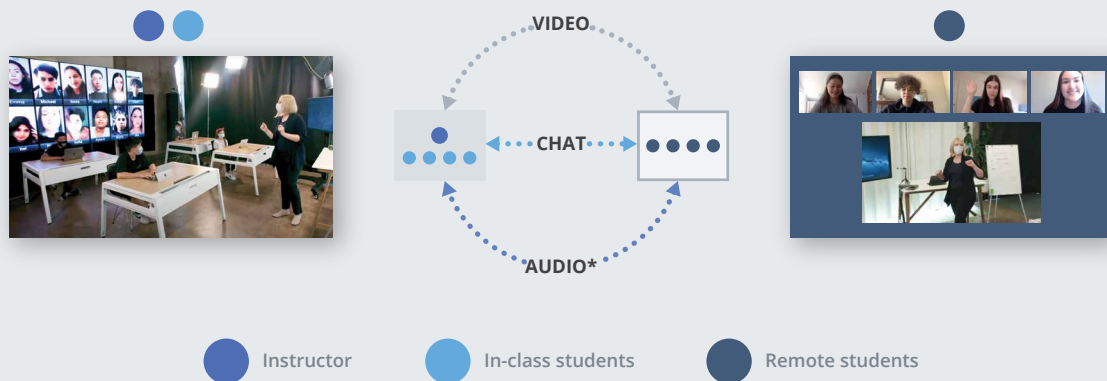 VIDEO
CHAT
AUDIO*
Instructor
In-class students
Remote students